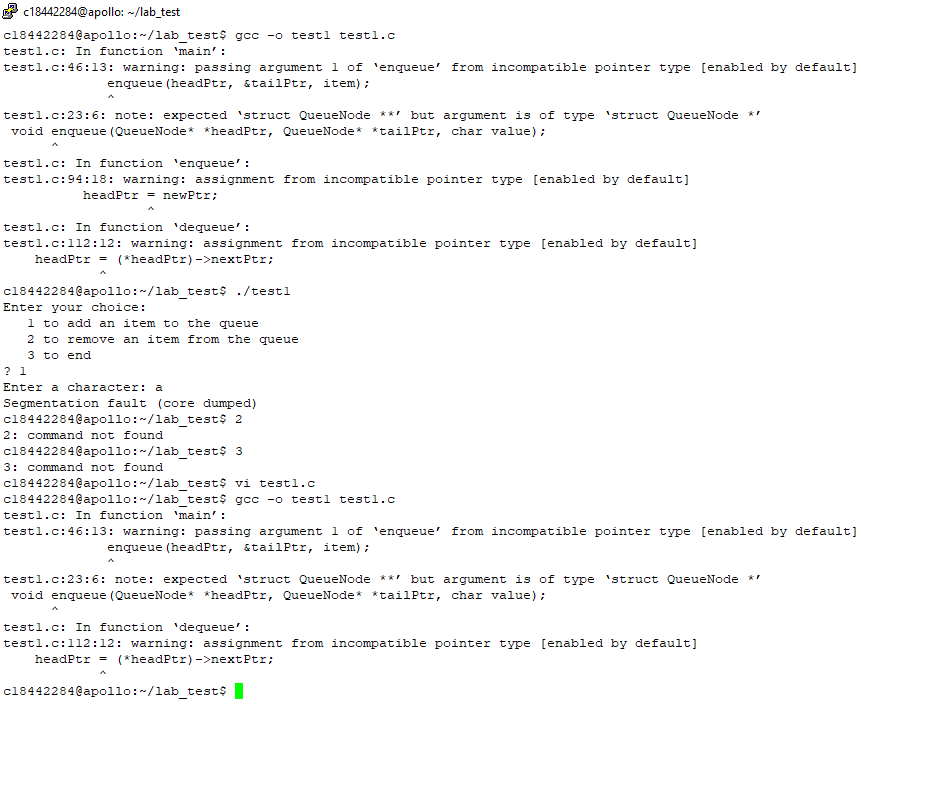 c18442284@apollo: ~/lab_test
c18442284@apollo:~/lab_test$ gcc -o test1 test1.c
test1.c: In function ‘main’:
test1.c:46:13: warning: passing argument 1 of ‘enqueue’ from incompatible pointer type [enabled by default]
             enqueue(headPtr, &tailPtr, item);
             ^
test1.c:23:6: note: expected ‘struct QueueNode **’ but argument is of type ‘struct QueueNode *’
 void enqueue(QueueNode* *headPtr, QueueNode* *tailPtr, char value);
      ^
test1.c: In function ‘enqueue’:
test1.c:94:18: warning: assignment from incompatible pointer type [enabled by default]
          headPtr = newPtr;
                  ^
test1.c: In function ‘dequeue’:
test1.c:112:12: warning: assignment from incompatible pointer type [enabled by default]
    headPtr = (*headPtr)->nextPtr;
            ^
c18442284@apollo:~/lab_test$ ./test1
Enter your choice:
   1 to add an item to the queue
   2 to remove an item from the queue
   3 to end
? 1
Enter a character: a
Segmentation fault (core dumped)
c18442284@apollo:~/lab_test$ 2
2: command not found
c18442284@apollo:~/lab_test$ 3
3: command not found
c18442284@apollo:~/lab_test$ vi test1.c
c18442284@apollo:~/lab_test$ gcc -o test1 test1.c
test1.c: In function ‘main’:
test1.c:46:13: warning: passing argument 1 of ‘enqueue’ from incompatible pointer type [enabled by default]
             enqueue(headPtr, &tailPtr, item);
             ^
test1.c:23:6: note: expected ‘struct QueueNode **’ but argument is of type ‘struct QueueNode *’
 void enqueue(QueueNode* *headPtr, QueueNode* *tailPtr, char value);
      ^
test1.c: In function ‘dequeue’:
test1.c:112:12: warning: assignment from incompatible pointer type [enabled by default]
    headPtr = (*headPtr)->nextPtr;
            ^
c18442284@apollo:~/lab_test$